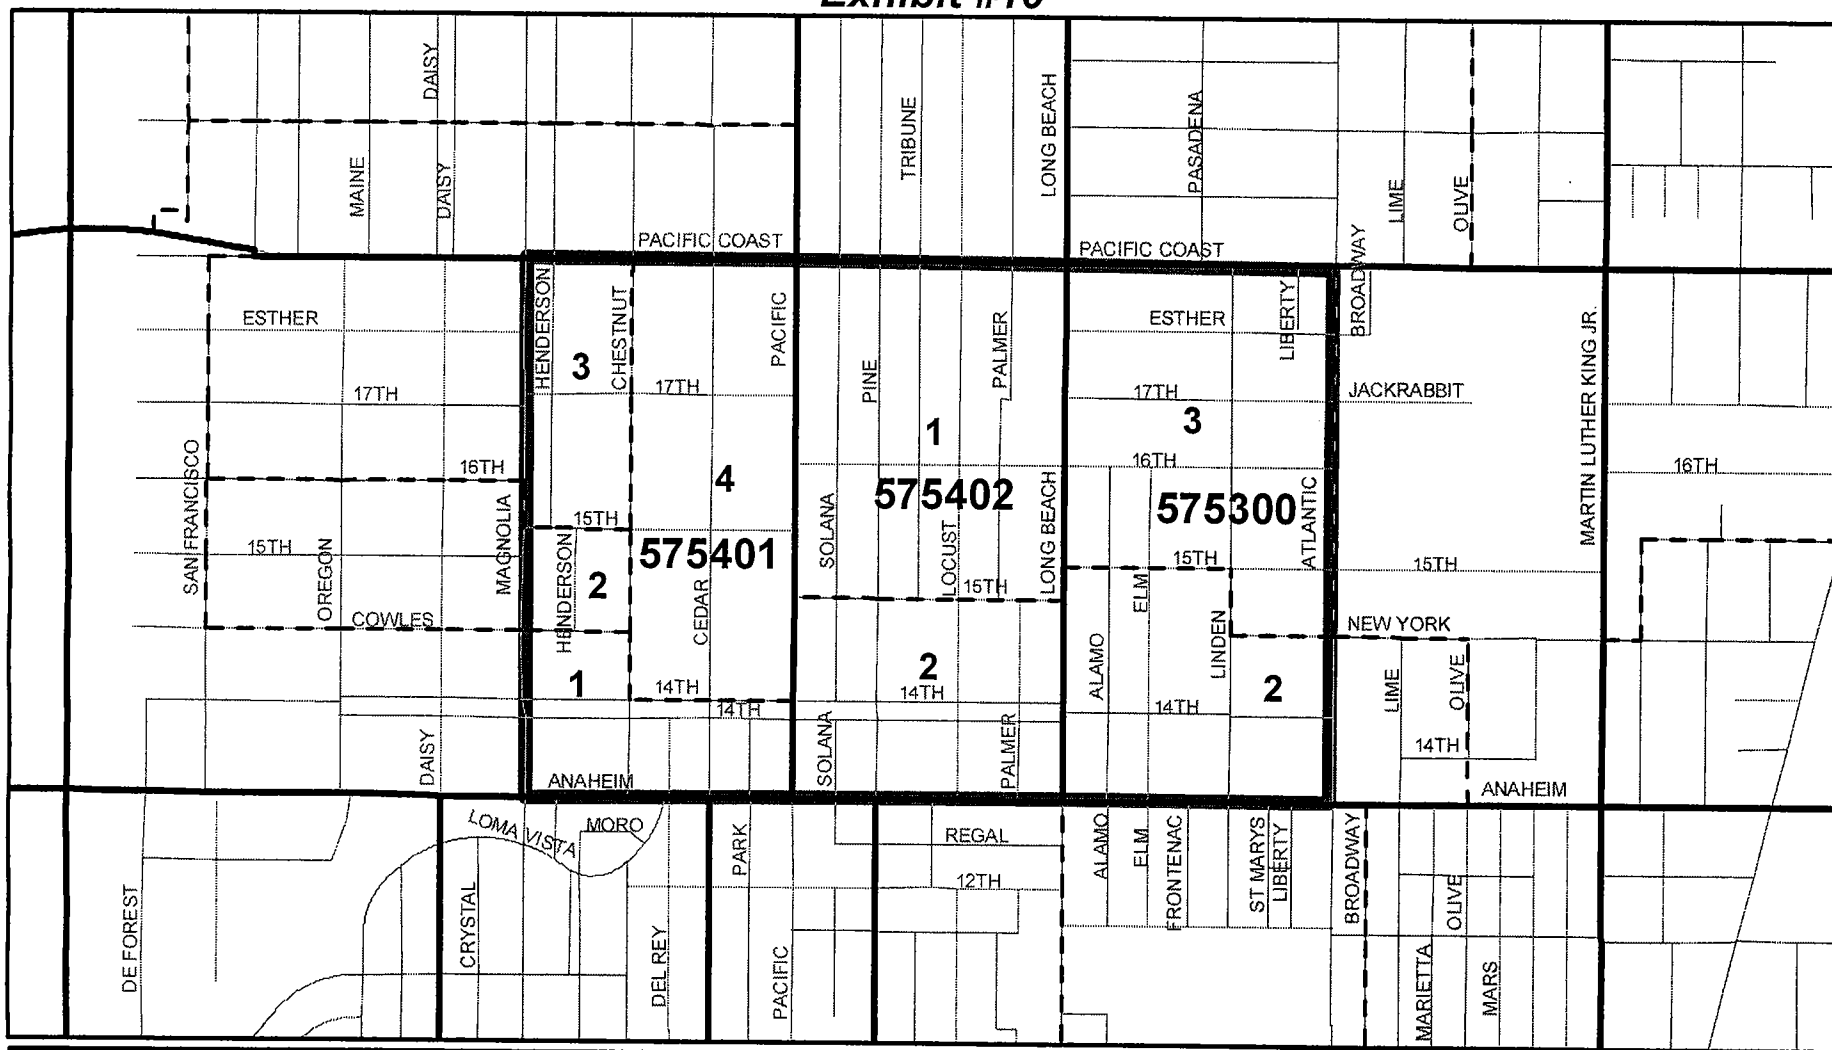 DAISY
TRIBUNE
LONG BEACH
PASADENA
MAINE
DAISY
LIME
OLIVE
PACIFIC COAST
PACIFIC COAST
BROADWAY
ESTHER
HENDERSON
CHESTNUT
PACIFIC
PINE
PALMER
ESTHER
LIBERTY
MARTIN LUTHER KING JR.
3
17TH
17TH
17TH
JACKRABBIT
1
3
SAN FRANCISCO
16TH
4
16TH
16TH
MAGNOLIA
575402
575300
ATLANTIC
15TH
SOLANA
LOCUST
LONG BEACH
15TH
OREGON
HENDERSON
575401
15TH
15TH
2
CEDAR
15TH
ELM
COWLES
LINDEN
NEW YORK
1
14TH
2
14TH
ALAMO
14TH
2
LIME
OLIVE
14TH
DAISY
SOLANA
PALMER
14TH
ANAHEIM
ANAHEIM
LOMA VISTA
MORO
PARK
REGAL
ALAMO
ELM
FRONTENAC
ST MARYS
LIBERTY
BROADWAY
12TH
DE FOREST
CRYSTAL
DEL REY
PACIFIC
OLIVE
MARIETTA
MARS